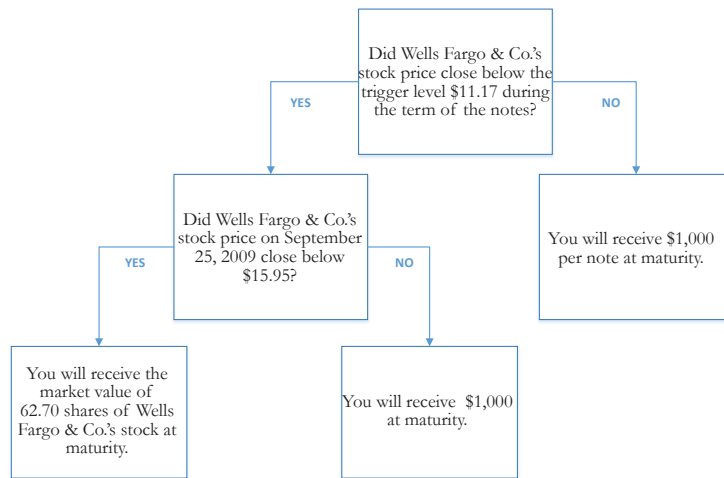 Did Wells Fargo & Co.'s
stock price close below the
trigger level $11.17 during
the term of the notes?
YES
NO
Did Wells Fargo & Co.'s
stock price on September
25, 2009 close below
$15.95?
You will receive $1,000
per note at maturity.
YES
NO
You will receive the
market value of
62.70 shares of Wells
Fargo & Co.'s stock at
maturity.
You will receive $1,000
at maturity.